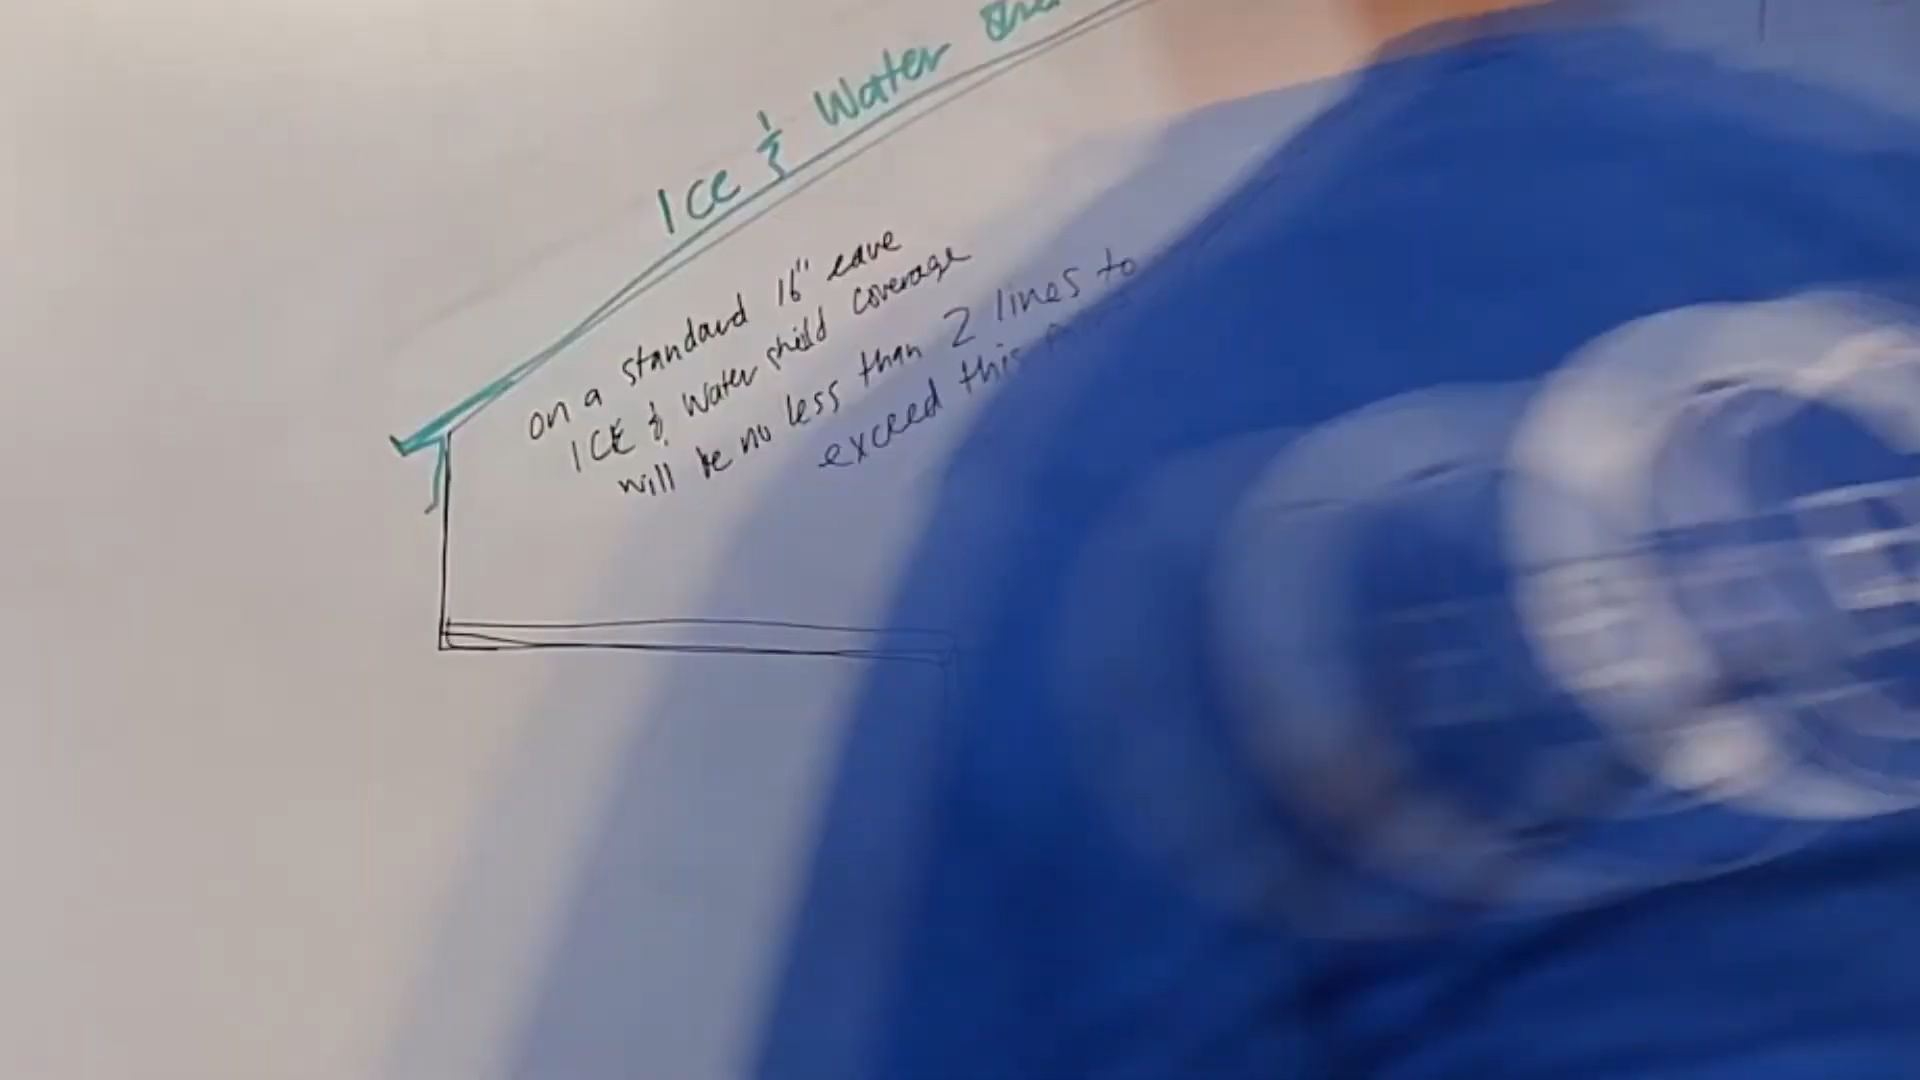 Ice & Water
on a standard 16" eave
ICE & Water shield coverage
will be no less than 2 lines to
exceed this